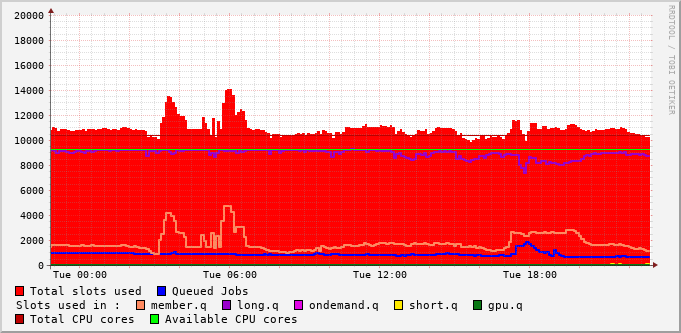 20000
18000
16000
14000
12000
10000
8000
6000
4000
2000
0
Tue 00:00 Tue 06:00 Tue 12:00 Tue 18:00
RRDTOOL / TOBI OETIKER
Total slots used Queued Jobs
Slots used in : member.q long.q ondemand.q short.q gpu.q
Total CPU cores Available CPU cores